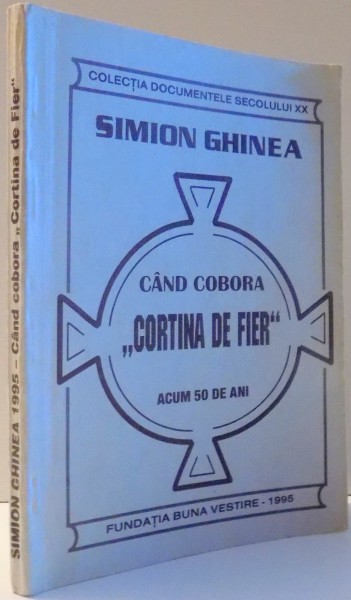 COLECȚIA DOCUMENTELE SECOLULUI XX
SIMION GHINEA
CÂND COBORA
„CORTINA DE FIER“
ACUM 50 DE ANI
FUNDAȚIA BUNA VESTIRE - 1995
SIMION GHINEA 1995 - Când cobora „Cortina de Fier“